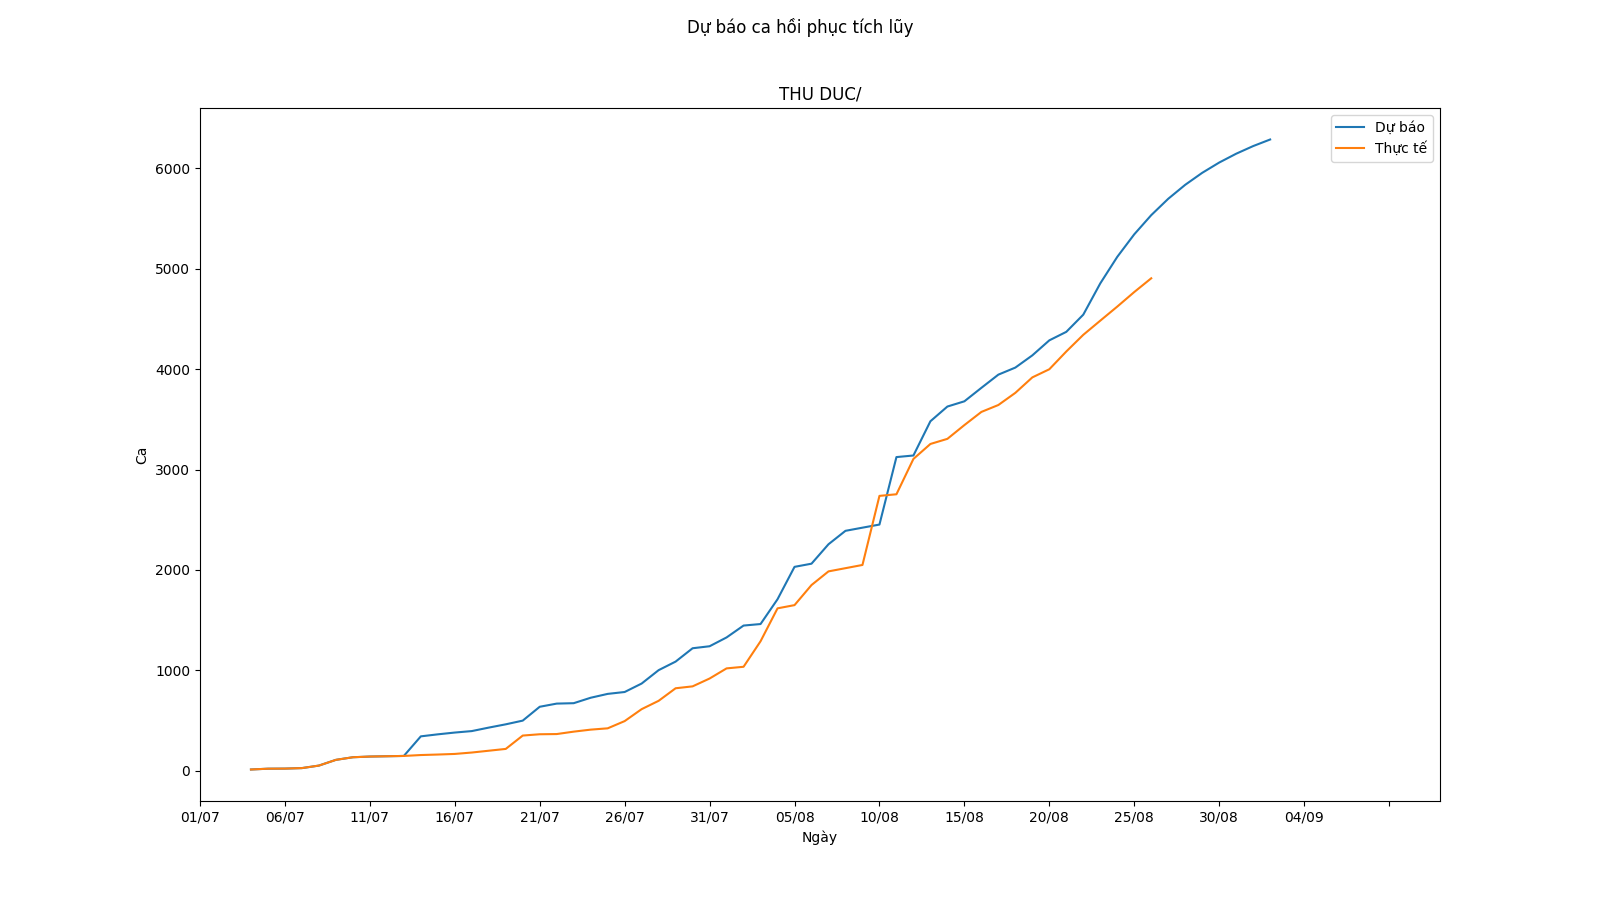 Dự báo ca hồi phục tích lũy
THU DUC/
Dự báo
Thực tế
6000
5000
4000
3000
2000
1000
0
Ca
01/07 06/07 11/07 16/07 21/07 26/07 31/07 05/08 10/08 15/08 20/08 25/08 30/08 04/09
Ngày